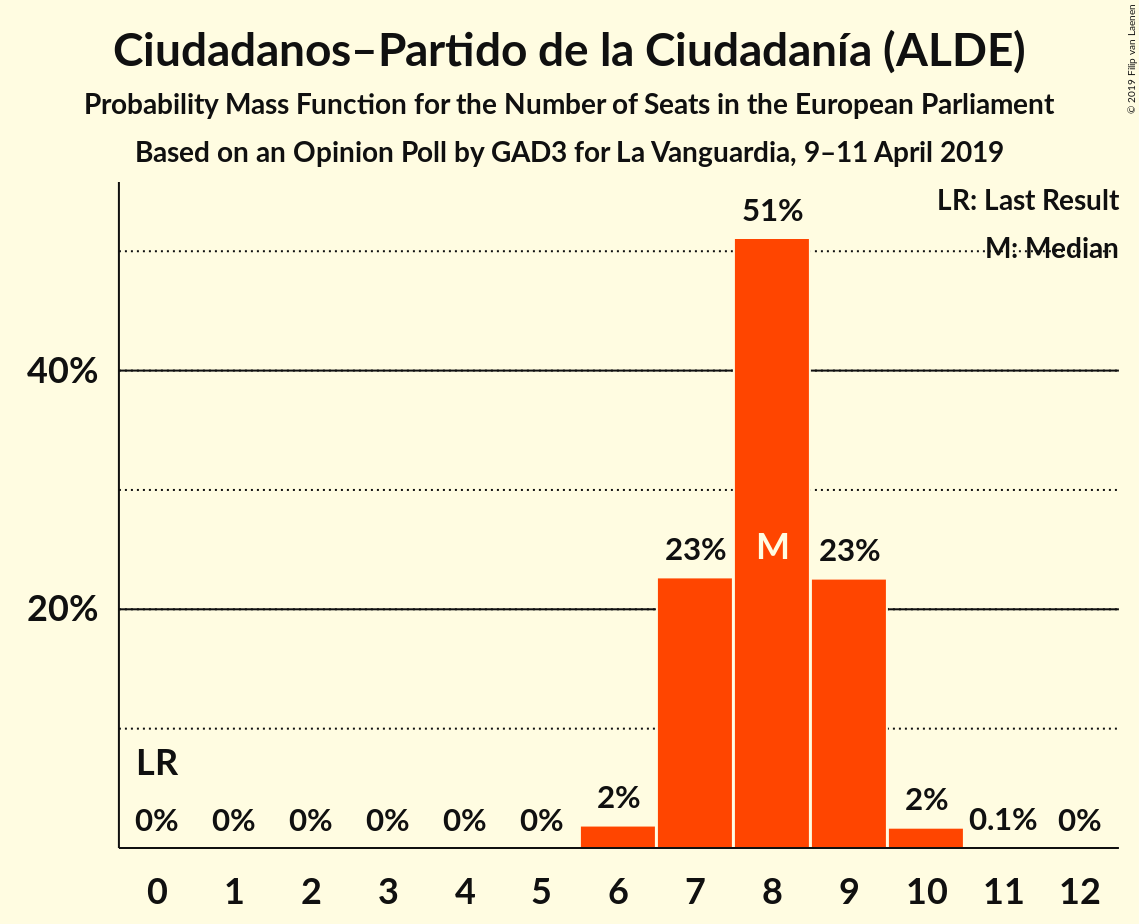 Ciudadanos–Partido de la Ciudadanía (ALDE)
Probability Mass Function for the Number of Seats in the European Parliament
Based on an Opinion Poll by GAD3 for La Vanguardia, 9–11 April 2019
© 2019 Filip van Laenen
LR: Last Result
M: Median
51%
40%
23%
M
23%
20%
LR
0%
0%
0%
0%
0%
0%
2%
2%
0.1%
0%
0 1 2 3 4 5 6 7 8 9 10 11 12